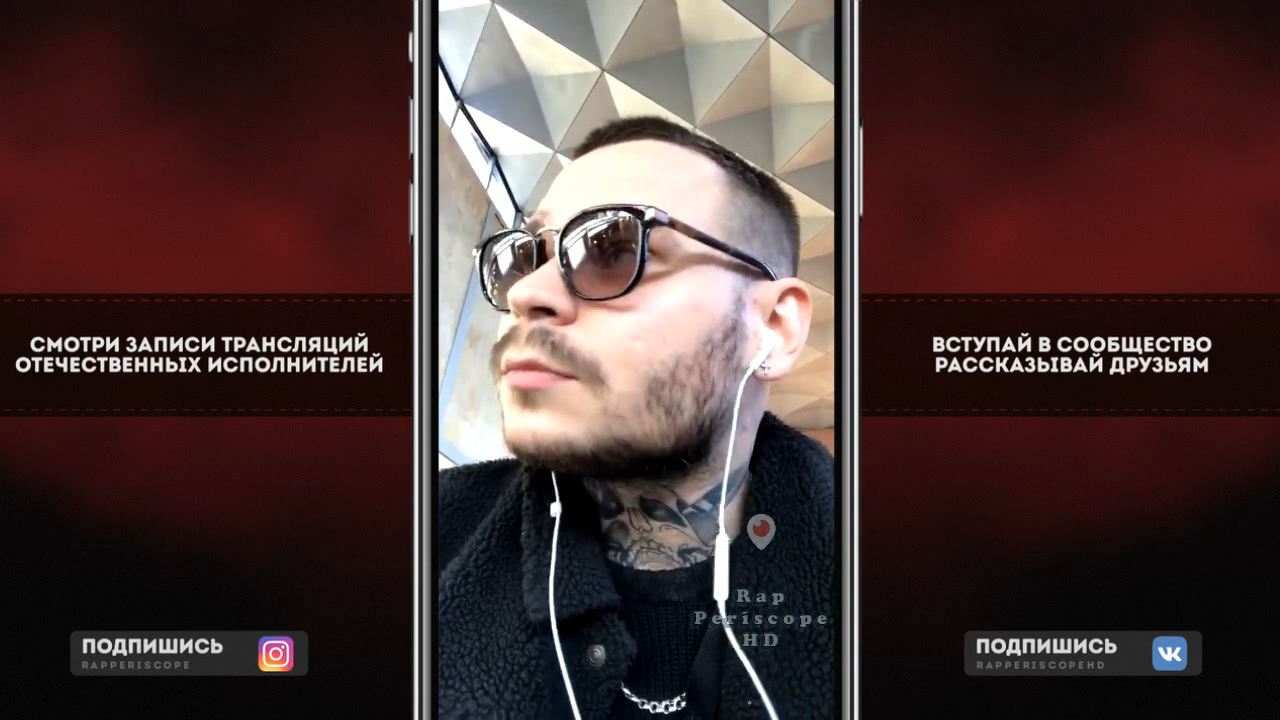 СМОТРИ ЗАПИСИ ТРАНСЛЯЦИЙ
ОТЕЧЕСТВЕННЫХ ИСПОЛНИТЕЛЕЙ
ПОДПИШИСЬ
RAPPERISCOPE
Rap
Periscope
HD
ВСТУПАЙ В СООБЩЕСТВО
РАССКАЗЫВАЙ ДРУЗЬЯМ
ПОДПИШИСЬ
RAPPERISCOPEHD